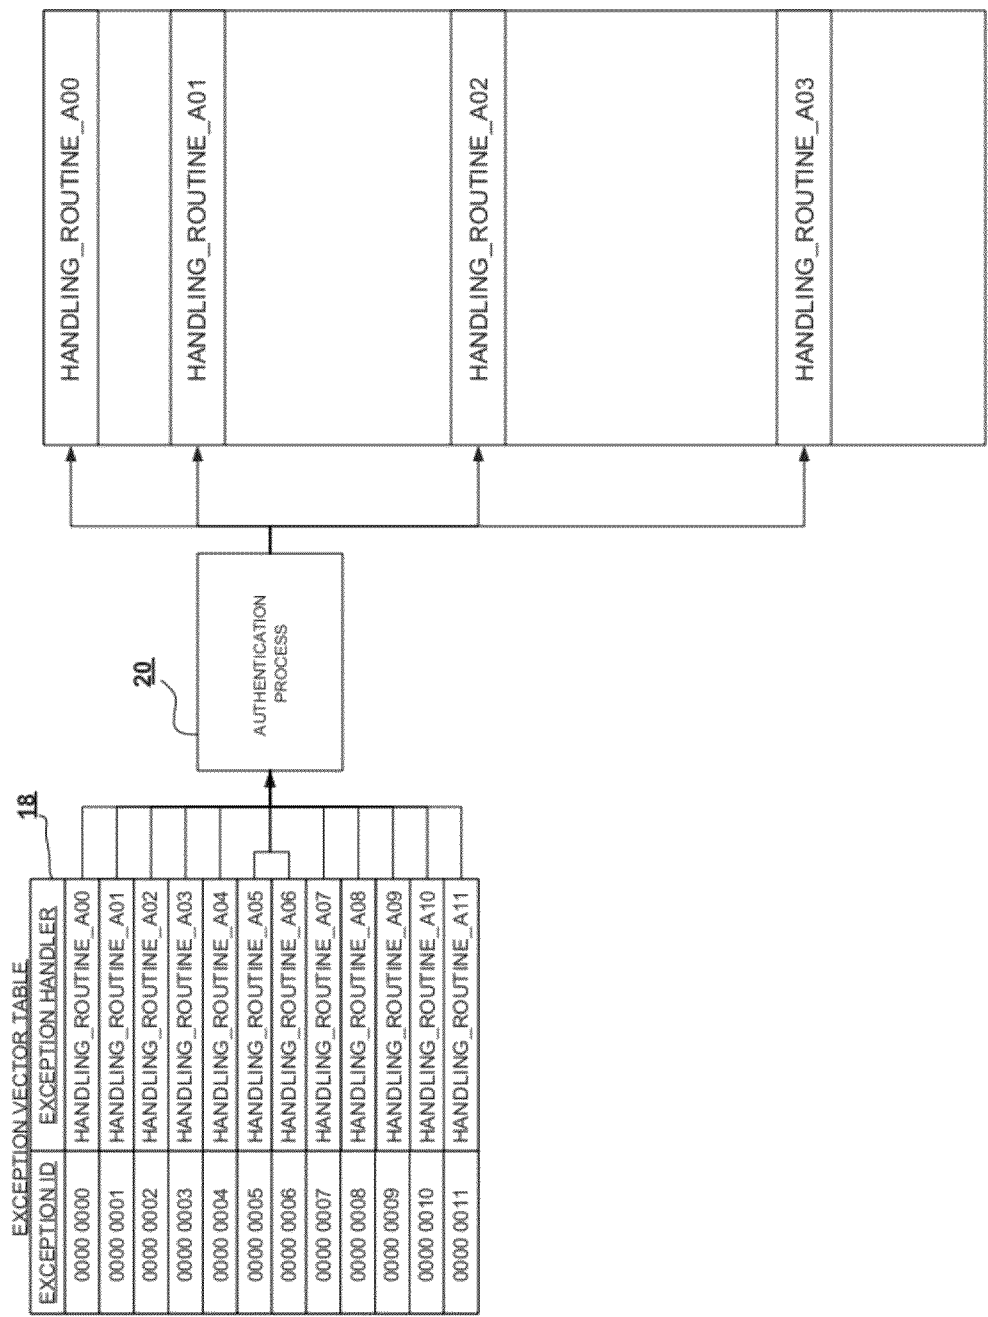 EXCEPTION VECTOR TABLE
18
EXCEPTION ID EXCEPTION HANDLER
0000 0000 HANDLING_ROUTINE_A00
0000 0001 HANDLING_ROUTINE_A01
0000 0002 HANDLING_ROUTINE_A02
0000 0003 HANDLING_ROUTINE_A03
0000 0004 HANDLING_ROUTINE_A04
0000 0005 HANDLING_ROUTINE_A05
0000 0006 HANDLING_ROUTINE_A06
0000 0007 HANDLING_ROUTINE_A07
0000 0008 HANDLING_ROUTINE_A08
0000 0009 HANDLING_ROUTINE_A09
0000 0010 HANDLING_ROUTINE_A10
0000 0011 HANDLING_ROUTINE_A11
20
AUTHENTICATION
PROCESS
HANDLING_ROUTINE_A00
HANDLING_ROUTINE_A01
HANDLING_ROUTINE_A02
HANDLING_ROUTINE_A03